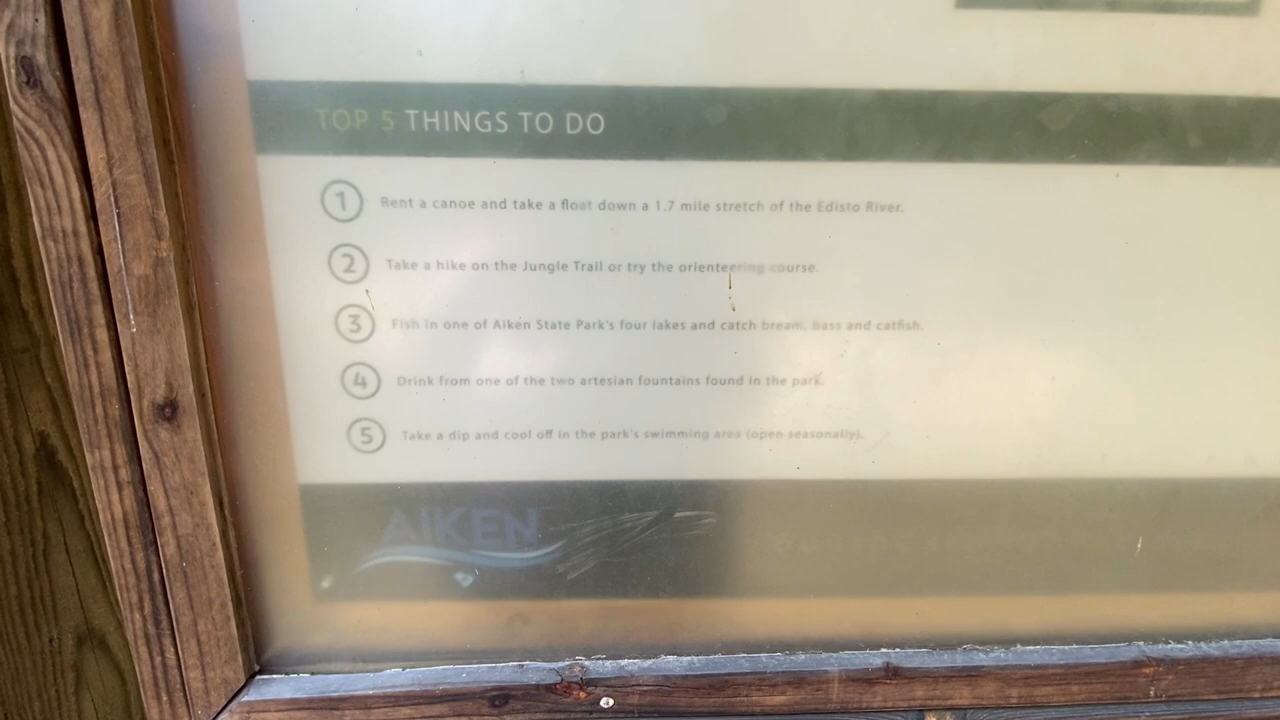 TOP 5 THINGS TO DO
1 Rent a canoe and take a float down a 1.7 mile stretch of the Edisto River.
2 Take a hike on the Jungle Trail or try the orienteering course.
3 Fish in one of Aiken State Park's four lakes and catch bream, bass and catfish.
4 Drink from one of the two artesian fountains found in the park.
5 Take a dip and cool off in the park's swimming area (open seasonally).
AIKEN